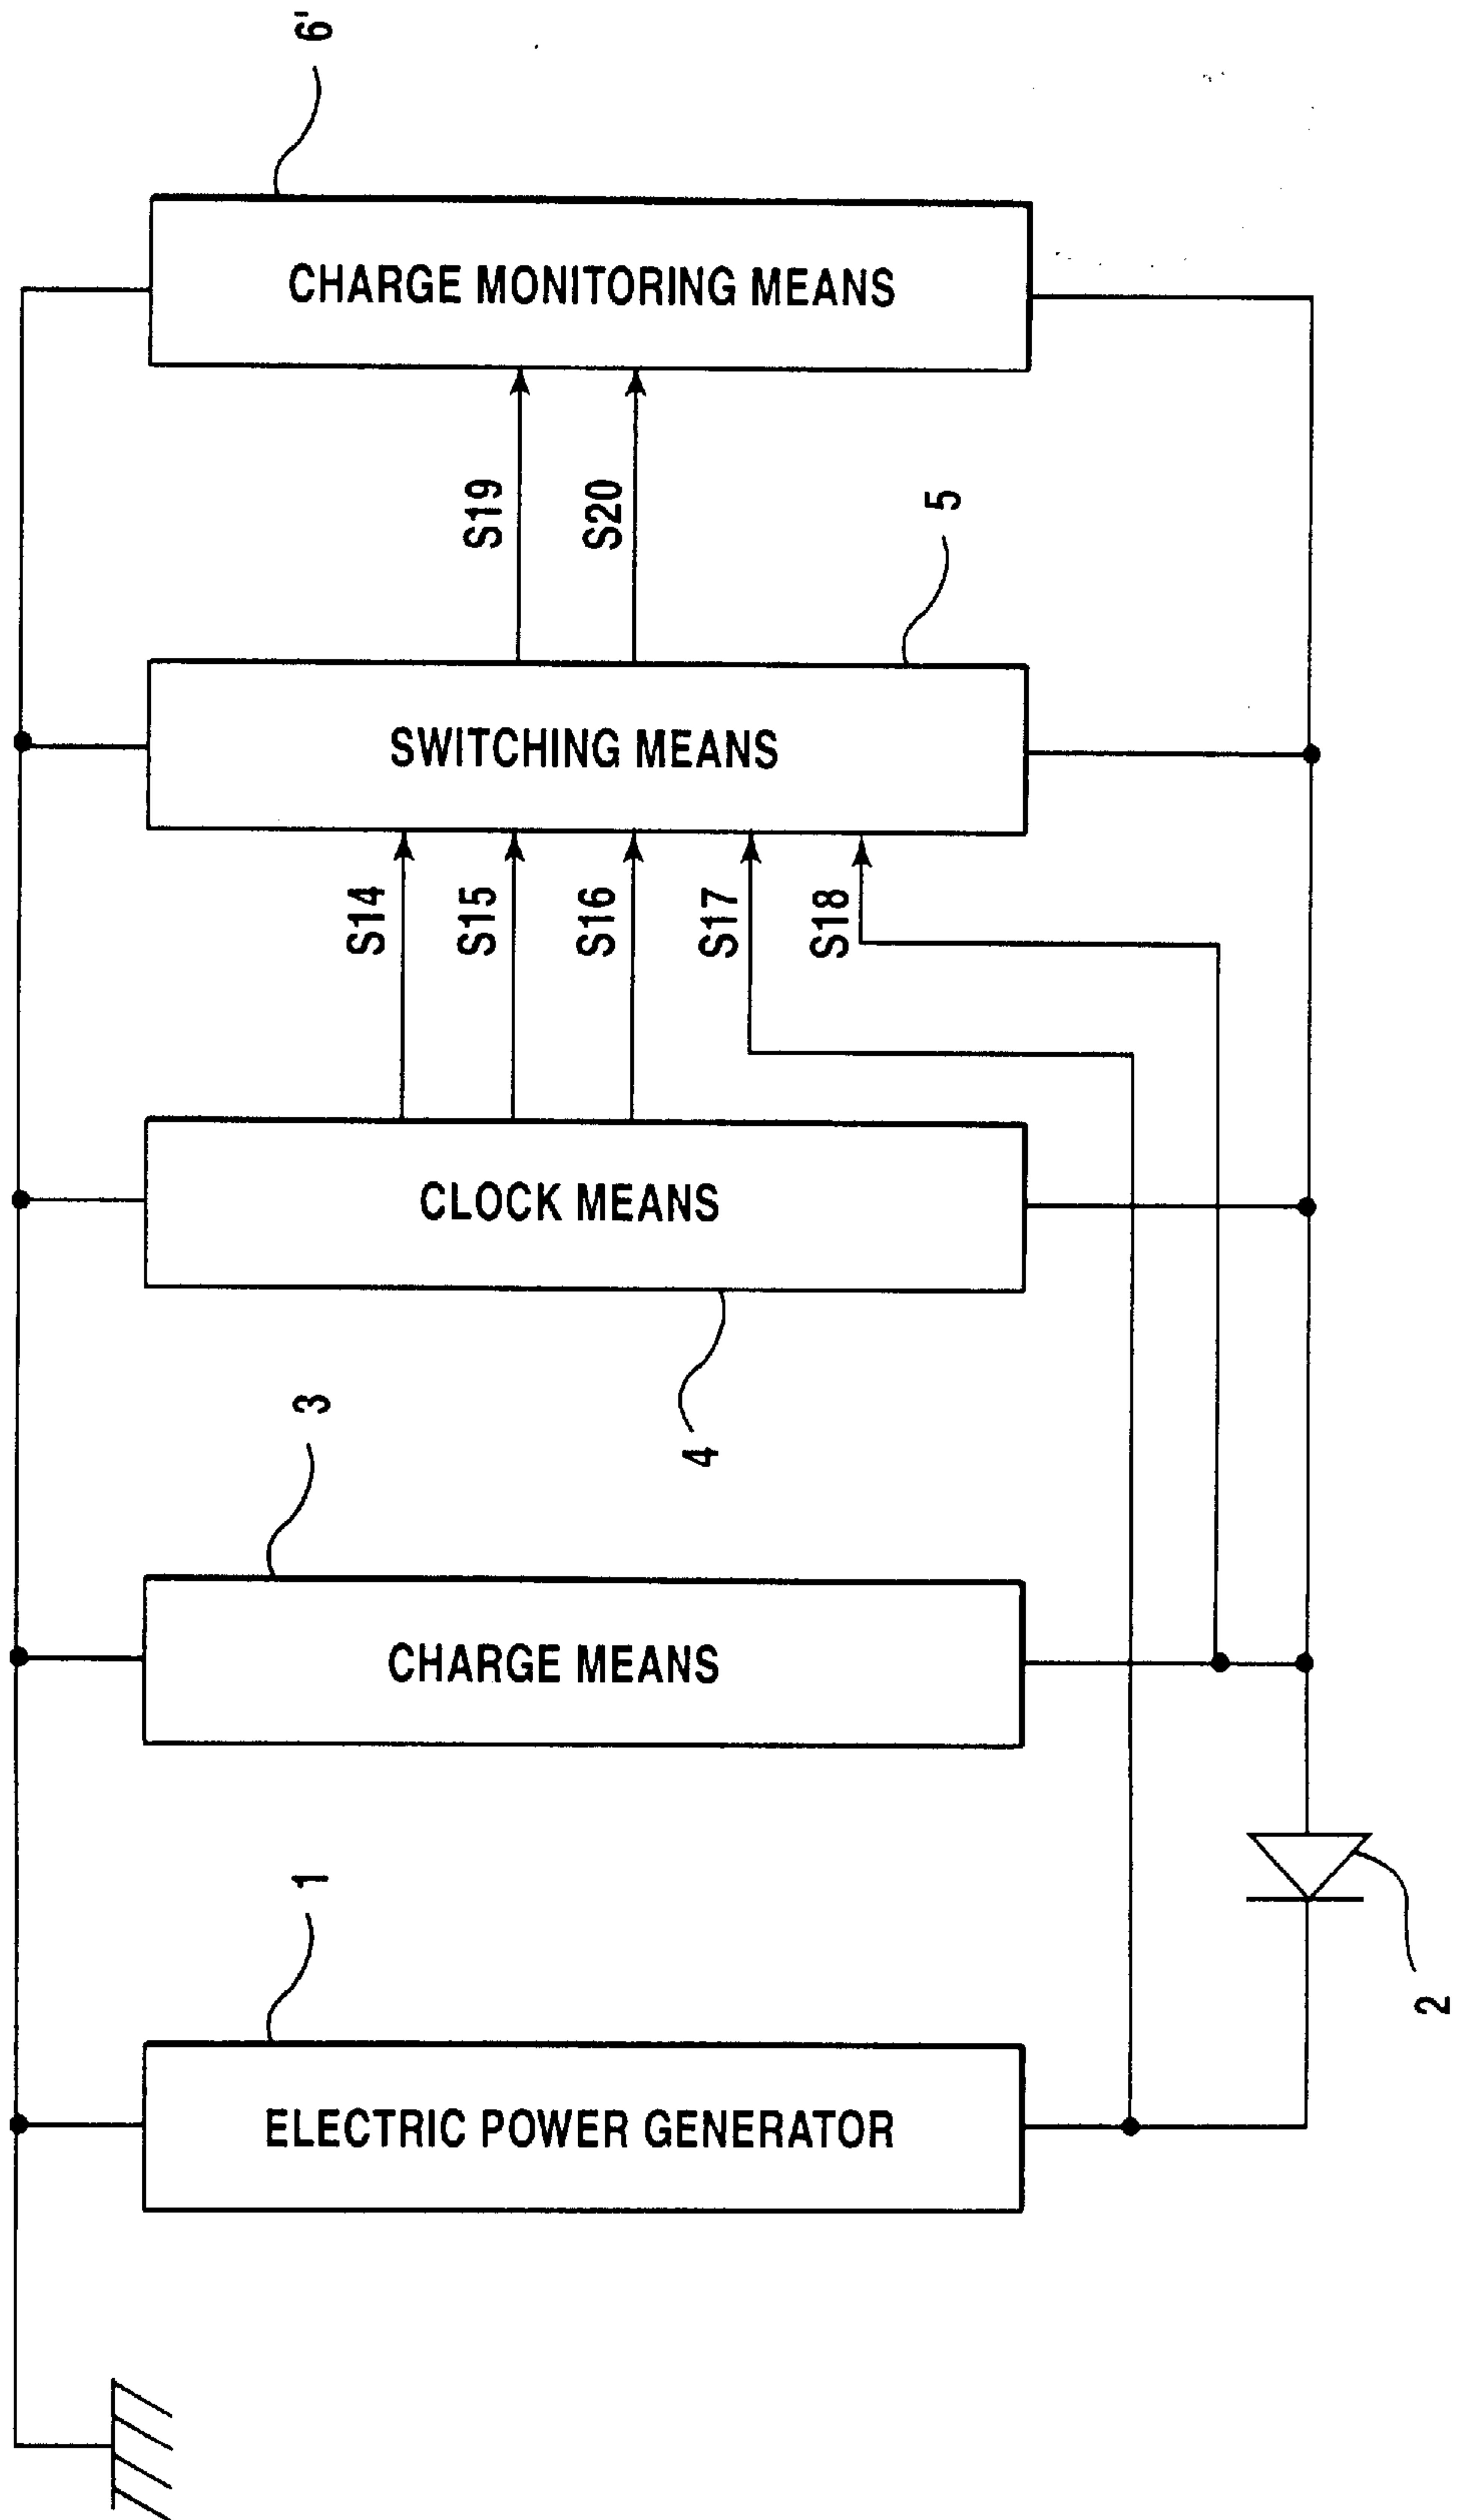 6'
CHARGE MONITORING MEANS
S19
S20
5
SWITCHING MEANS
S14
S15
S16
S17
S18
CLOCK MEANS
4
3
CHARGE MEANS
1
ELECTRIC POWER GENERATOR
2